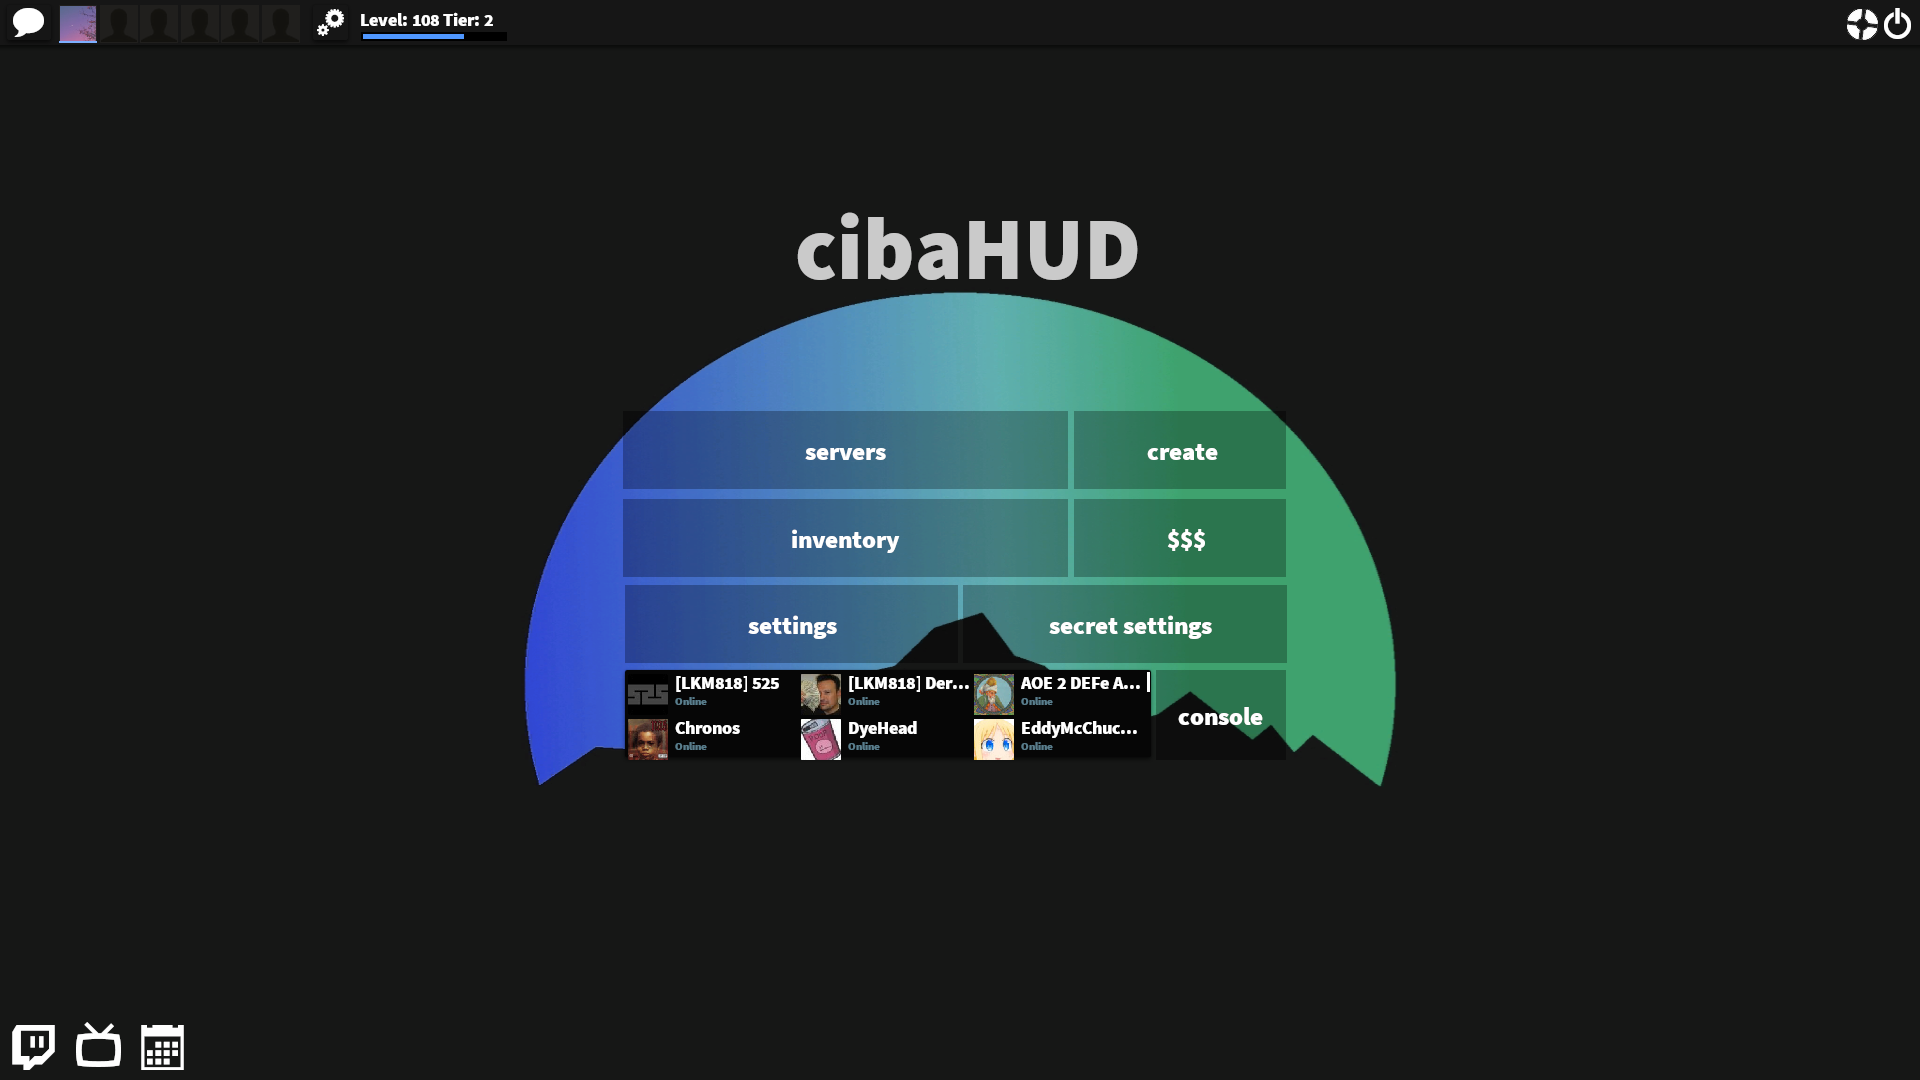 Level: 108 Tier: 2
cibaHUD
servers
create
inventory
$$$
settings
secret settings
[LKM818] 525
Online
[LKM818] Der...
Online
AOE 2 DEFe A...
Online
Chronos
Online
DyeHead
Online
EddyMcChuc...
Online
console